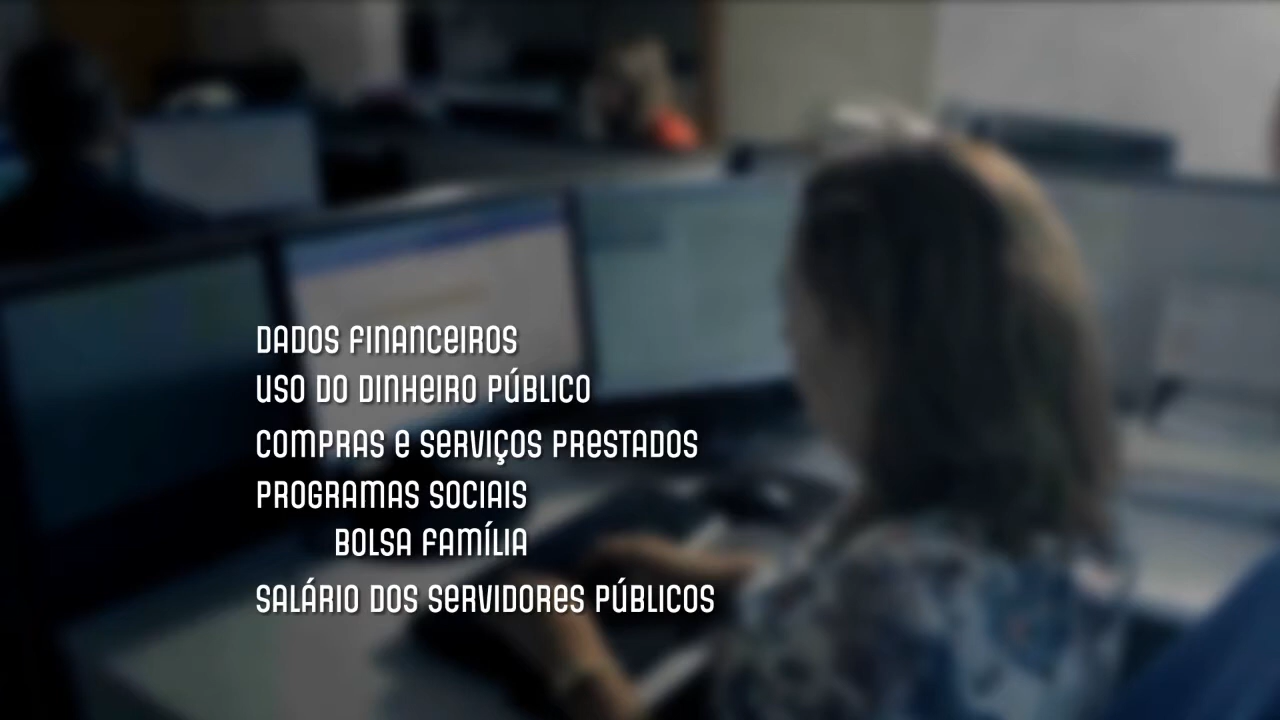 DADOS FINANCEIROS
USO DO DINHEIRO PÚBLICO
COMPRAS E SERVIÇOS PRESTADOS
PROGRAMAS SOCIAIS
BOLSA FAMÍLIA
SALÁRIO DOS SERVIDORES PÚBLICOS